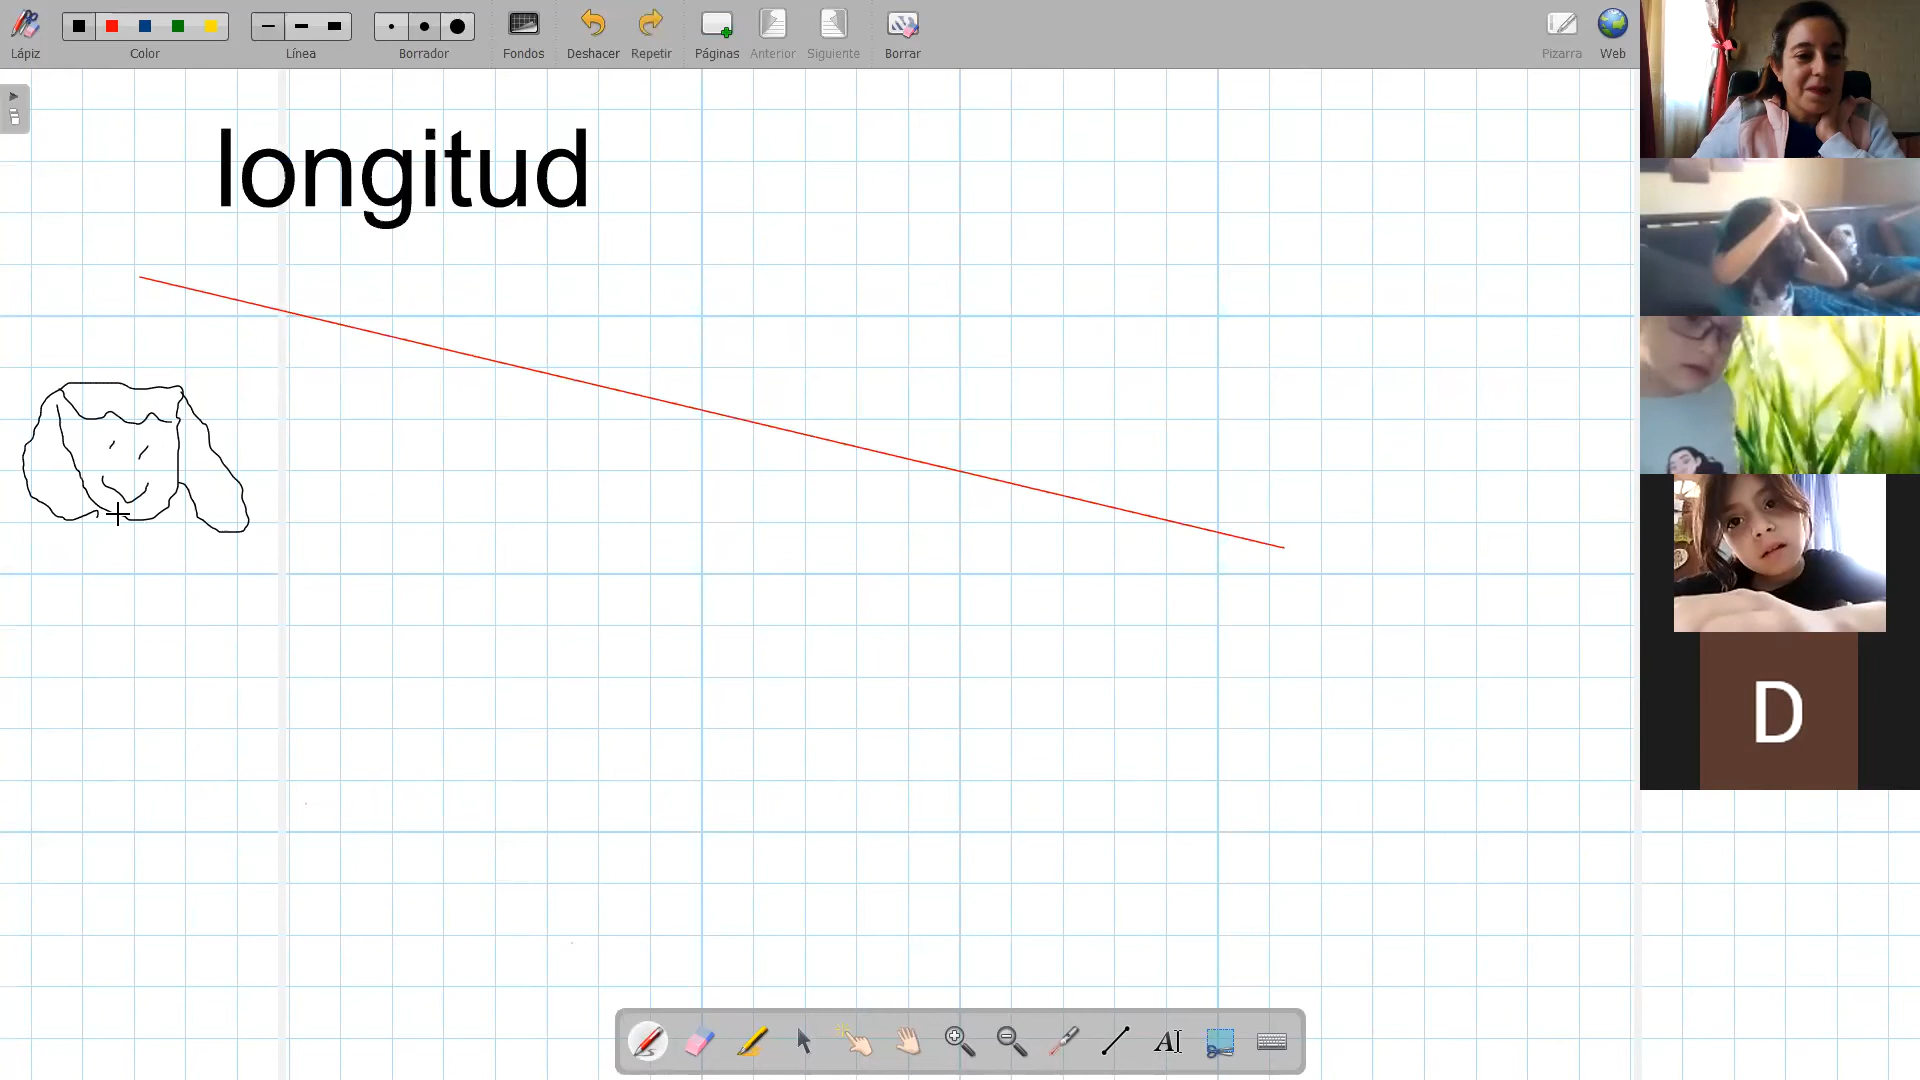 Lápiz Color Línea Borrador Fondos Deshacer Repetir Páginas Anterior Siguiente Borrar Pizarra Web
longitud
D